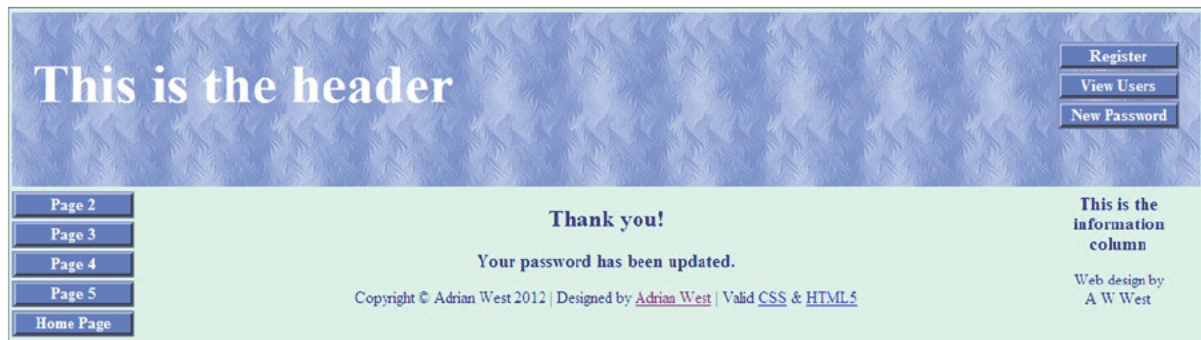 This is the header
Register
View Users
New Password
Page 2
Page 3
Page 4
Page 5
Home Page
Thank you!
Your password has been updated.
Copyright © Adrian West 2012 | Designed by Adrian West | Valid CSS & HTML5
This is the
information
column
Web design by
A W West